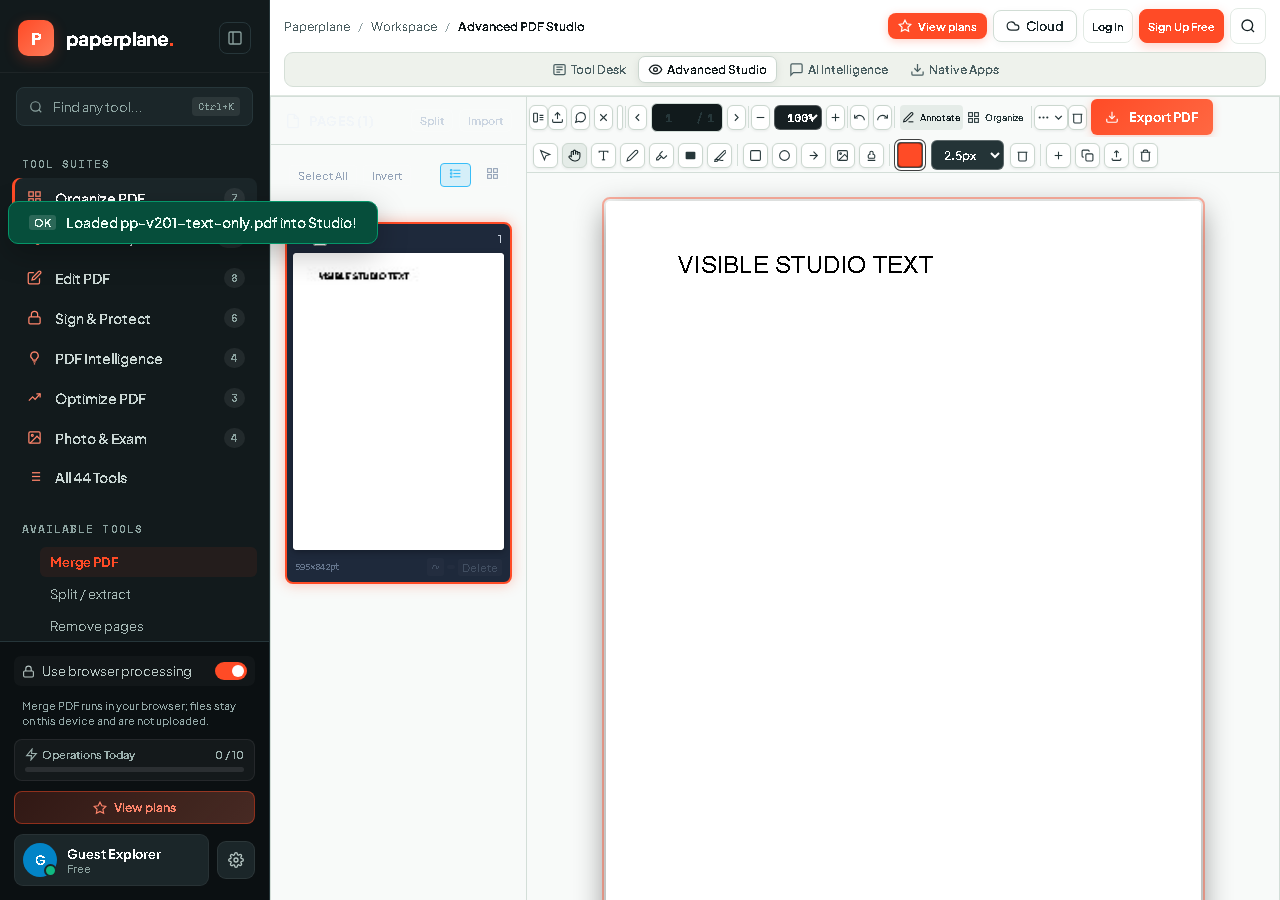 P paperplane.
Find any tool... Ctrl+K
TOOL SUITES
Organize PDF 7
OK Loaded pp-v201-text-only.pdf into Studio!
Edit PDF 8
Sign & Protect 6
PDF Intelligence 4
Optimize PDF 3
Photo & Exam 4
All 44 Tools
AVAILABLE TOOLS
Merge PDF
Split / extract
Remove pages
Use browser processing
Merge PDF runs in your browser; files stay
on this device and are not uploaded.
Operations Today 0 / 10
View plans
G Guest Explorer
Free
Paperplane / Workspace / Advanced PDF Studio
View plans
Cloud
Log In
Sign Up Free
Tool Desk
Advanced Studio
AI Intelligence
Native Apps
PAGES (1) Split Import
1 / 1
100%
Annotate
Organize
Export PDF
2.5px
Select All Invert
1
VISIBLE STUDIO TEXT
595×842pt Delete
VISIBLE STUDIO TEXT